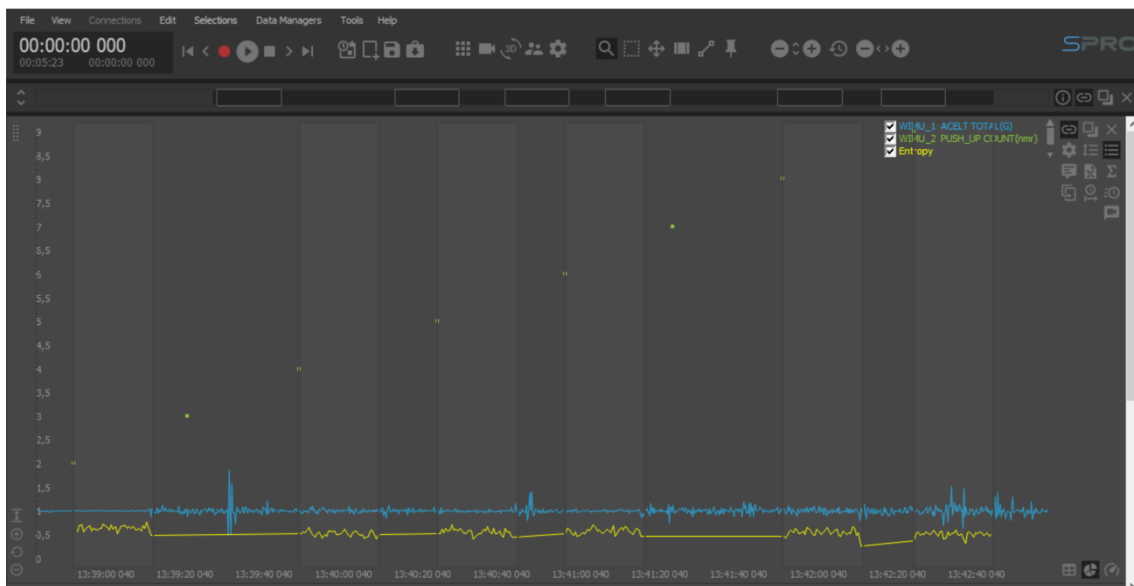 File View Connections Edit Selections Data Managers Tools Help
00:00:00 000
00:05:23 00:00:00 000
3D
SPRO
WIMU_1 ACELT TOTAL(G)
WIMU_2 PUSH_UP COUNT(nmr)
Entropy
9
8,5
8
7,5
7
6,5
6
5,5
5
4,5
4
3,5
3
2,5
2
1,5
1
0,5
0
13:39:00 040 13:39:20 040 13:39:40 040 13:40:00 040 13:40:20 040 13:40:40 040 13:41:00 040 13:41:20 040 13:41:40 040 13:42:00 040 13:42:20 040 13:42:40 040